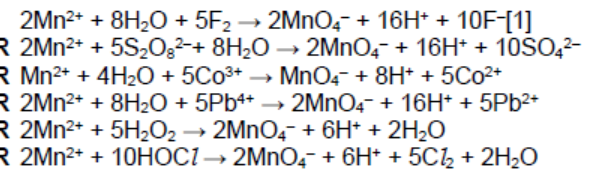 2Mn²⁺ + 8H₂O + 5F₂ → 2MnO₄⁻ + 16H⁺ + 10F⁻[1]
R 2Mn²⁺ + 5S₂O₈²⁻+ 8H₂O → 2MnO₄⁻ + 16H⁺ + 10SO₄²⁻
R Mn²⁺ + 4H₂O + 5Co³⁺ → MnO₄⁻ + 8H⁺ + 5Co²⁺
R 2Mn²⁺ + 8H₂O + 5Pb⁴⁺ → 2MnO₄⁻ + 16H⁺ + 5Pb²⁺
R 2Mn²⁺ + 5H₂O₂ → 2MnO₄⁻ + 6H⁺ + 2H₂O
R 2Mn²⁺ + 10HOCl → 2MnO₄⁻ + 6H⁺ + 5Cl₂ + 2H₂O